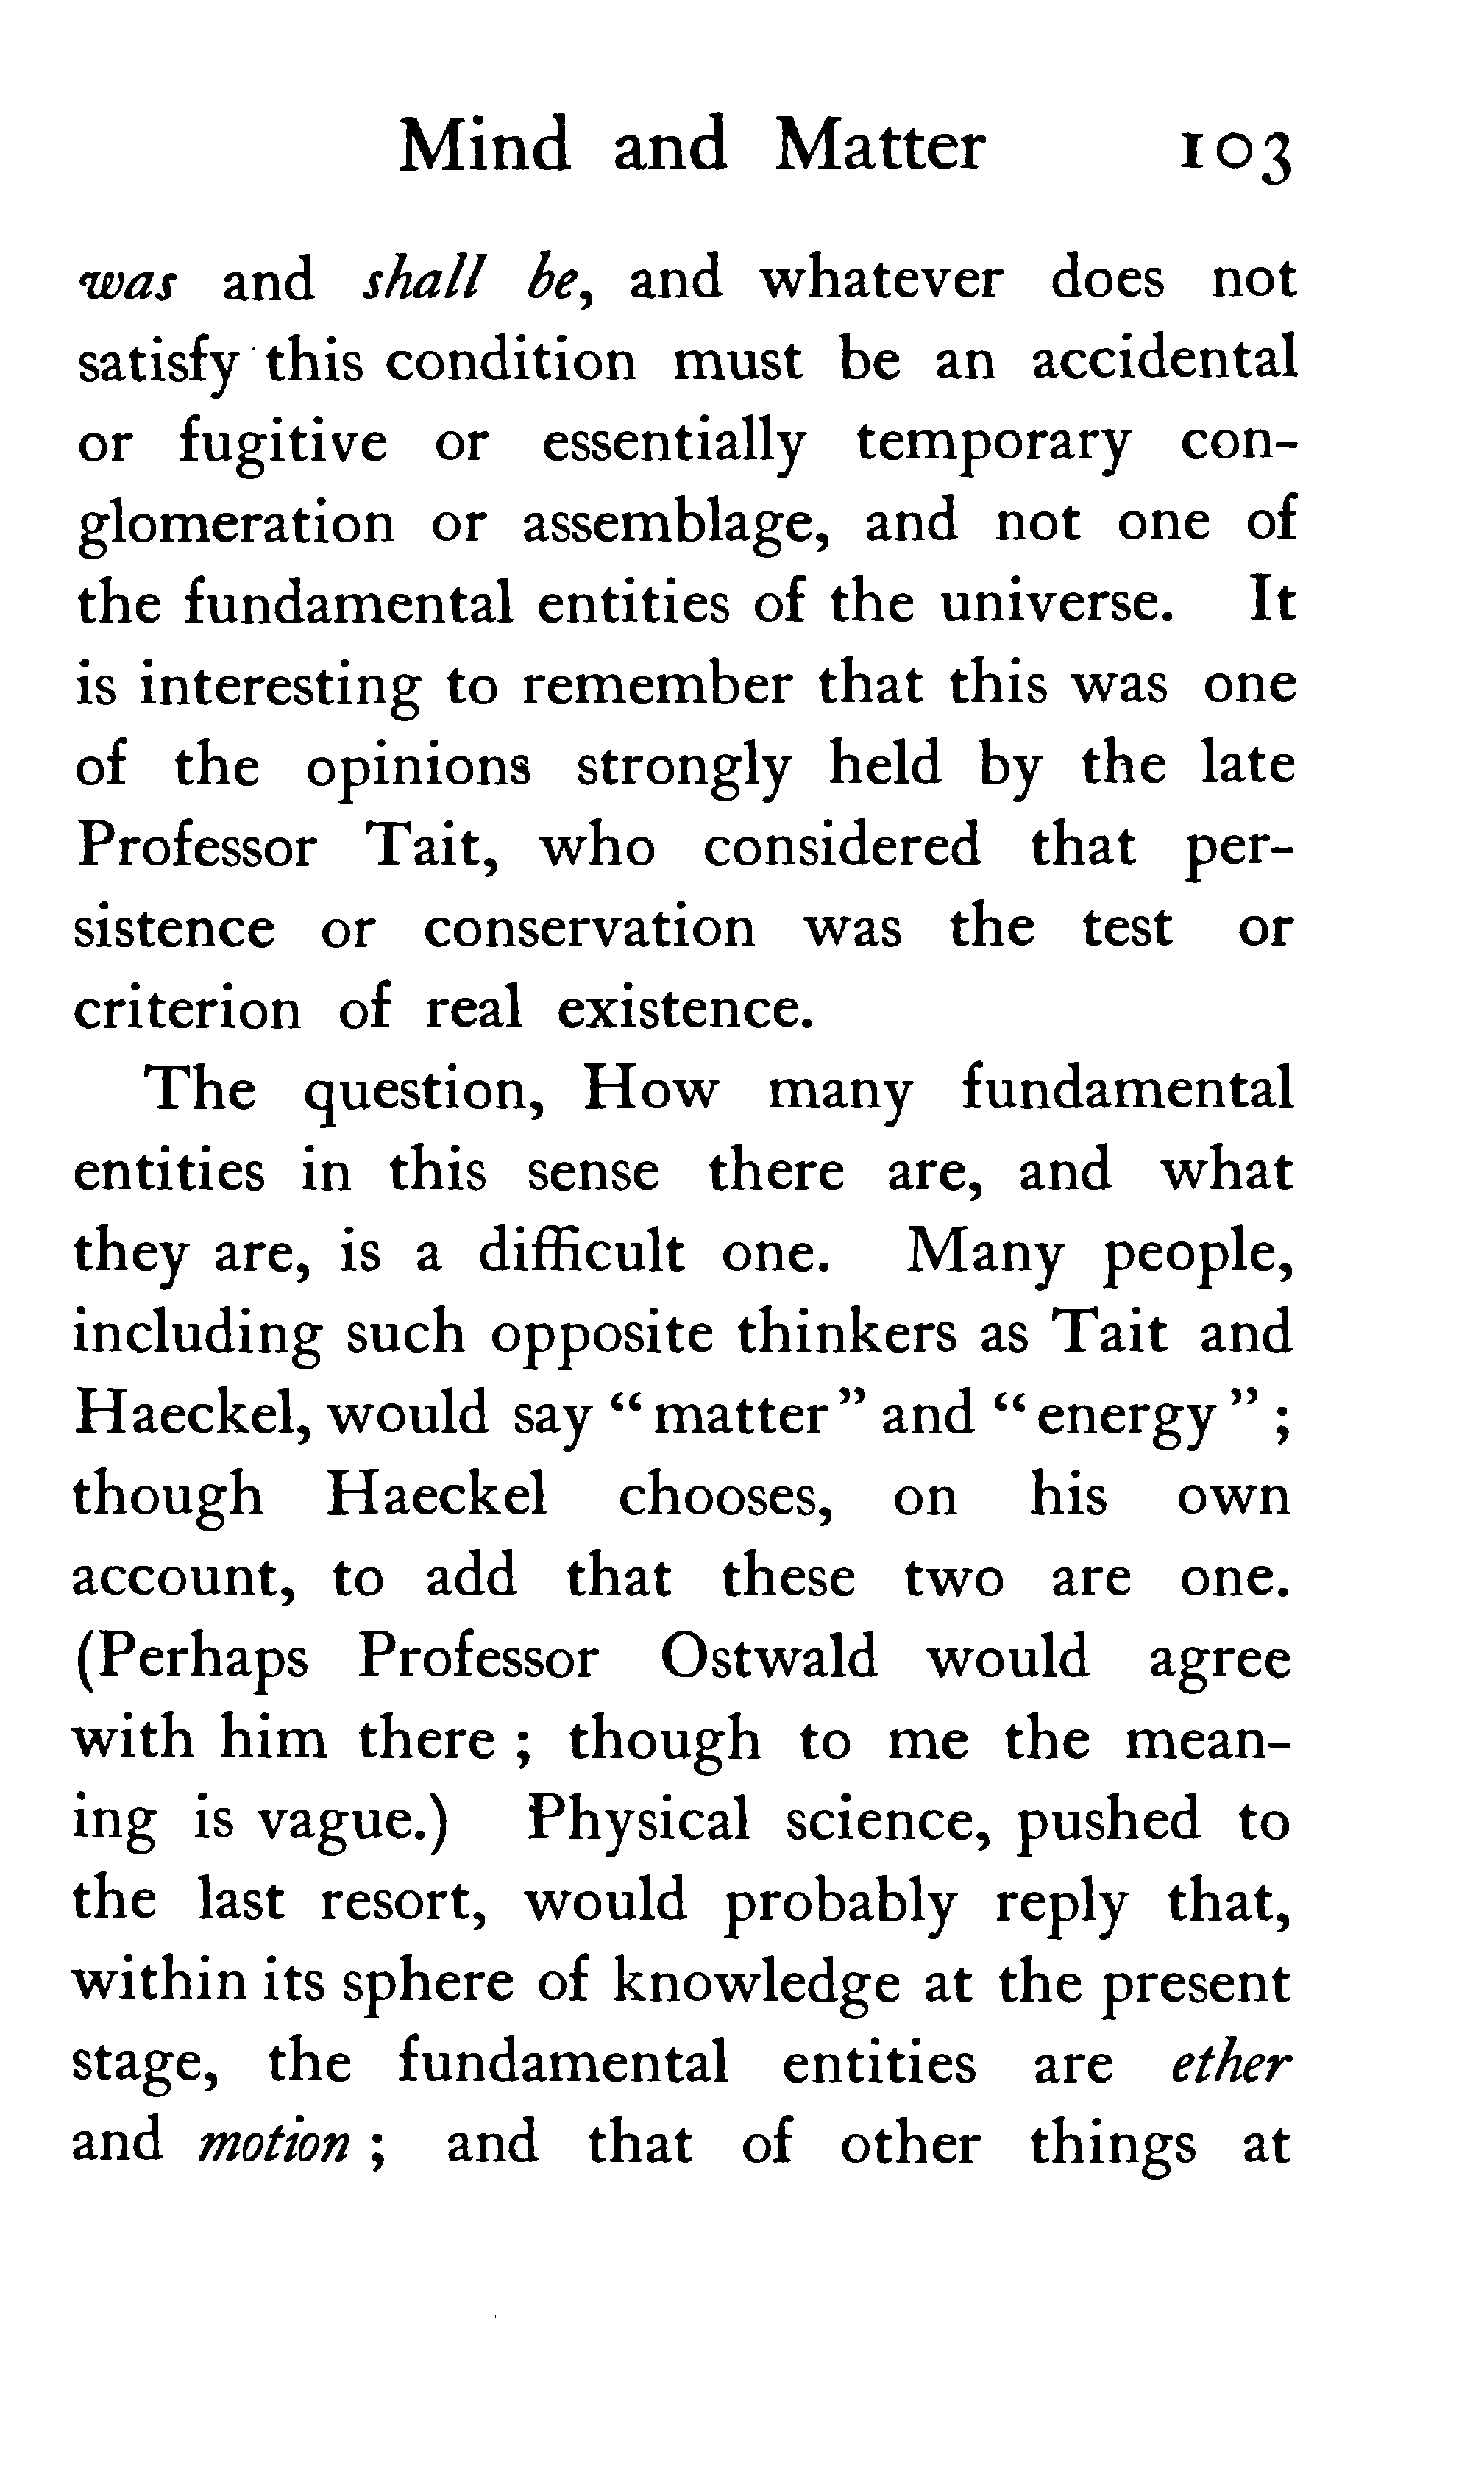 Mind and Matter 103
was and shall be, and whatever does not
satisfy this condition must be an accidental
or fugitive or essentially temporary con-
glomeration or assemblage, and not one of
the fundamental entities of the universe. It
is interesting to remember that this was one
of the opinions strongly held by the late
Professor Tait, who considered that per-
sistence or conservation was the test or
criterion of real existence.
The question, How many fundamental
entities in this sense there are, and what
they are, is a difficult one. Many people,
including such opposite thinkers as Tait and
Haeckel, would say “matter” and “energy”;
though Haeckel chooses, on his own
account, to add that these two are one.
(Perhaps Professor Ostwald would agree
with him there; though to me the mean-
ing is vague.) Physical science, pushed to
the last resort, would probably reply that,
within its sphere of knowledge at the present
stage, the fundamental entities are ether
and motion; and that of other things at